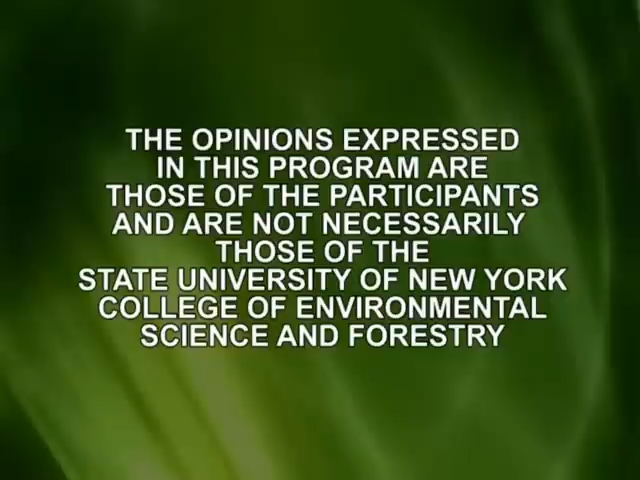 THE OPINIONS EXPRESSED
IN THIS PROGRAM ARE
THOSE OF THE PARTICIPANTS
AND ARE NOT NECESSARILY
THOSE OF THE
STATE UNIVERSITY OF NEW YORK
COLLEGE OF ENVIRONMENTAL
SCIENCE AND FORESTRY